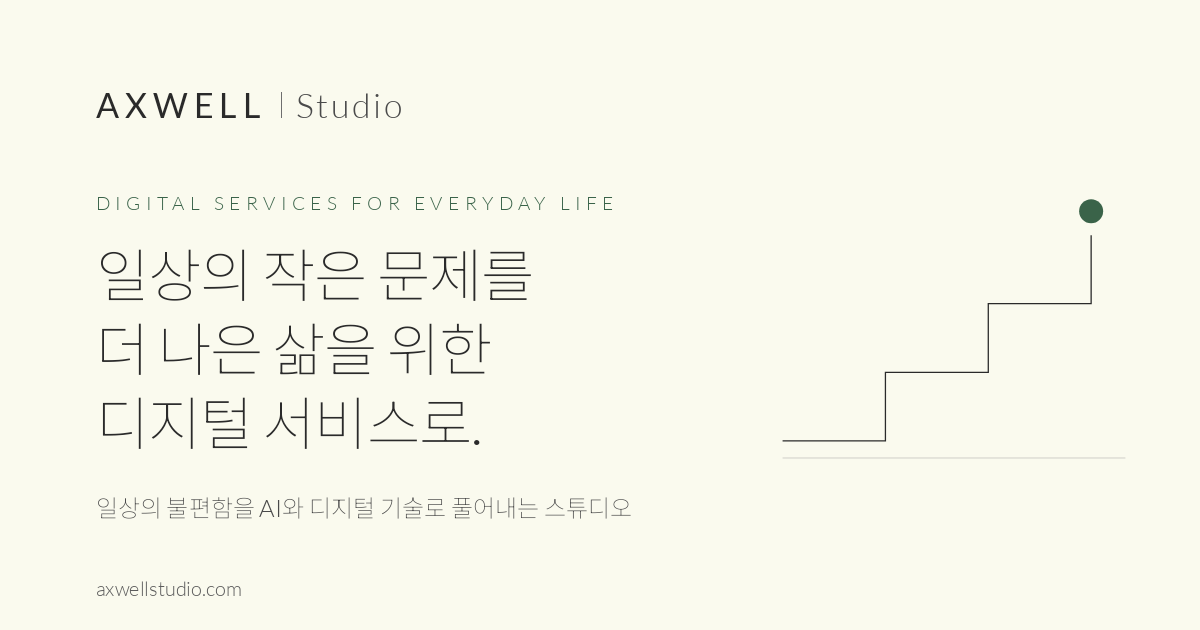 AXWELL | Studio
DIGITAL SERVICES FOR EVERYDAY LIFE
일상의 작은 문제를
더 나은 삶을 위한
디지털 서비스로.
일상의 불편함을 AI와 디지털 기술로 풀어내는 스튜디오
axwellstudio.com